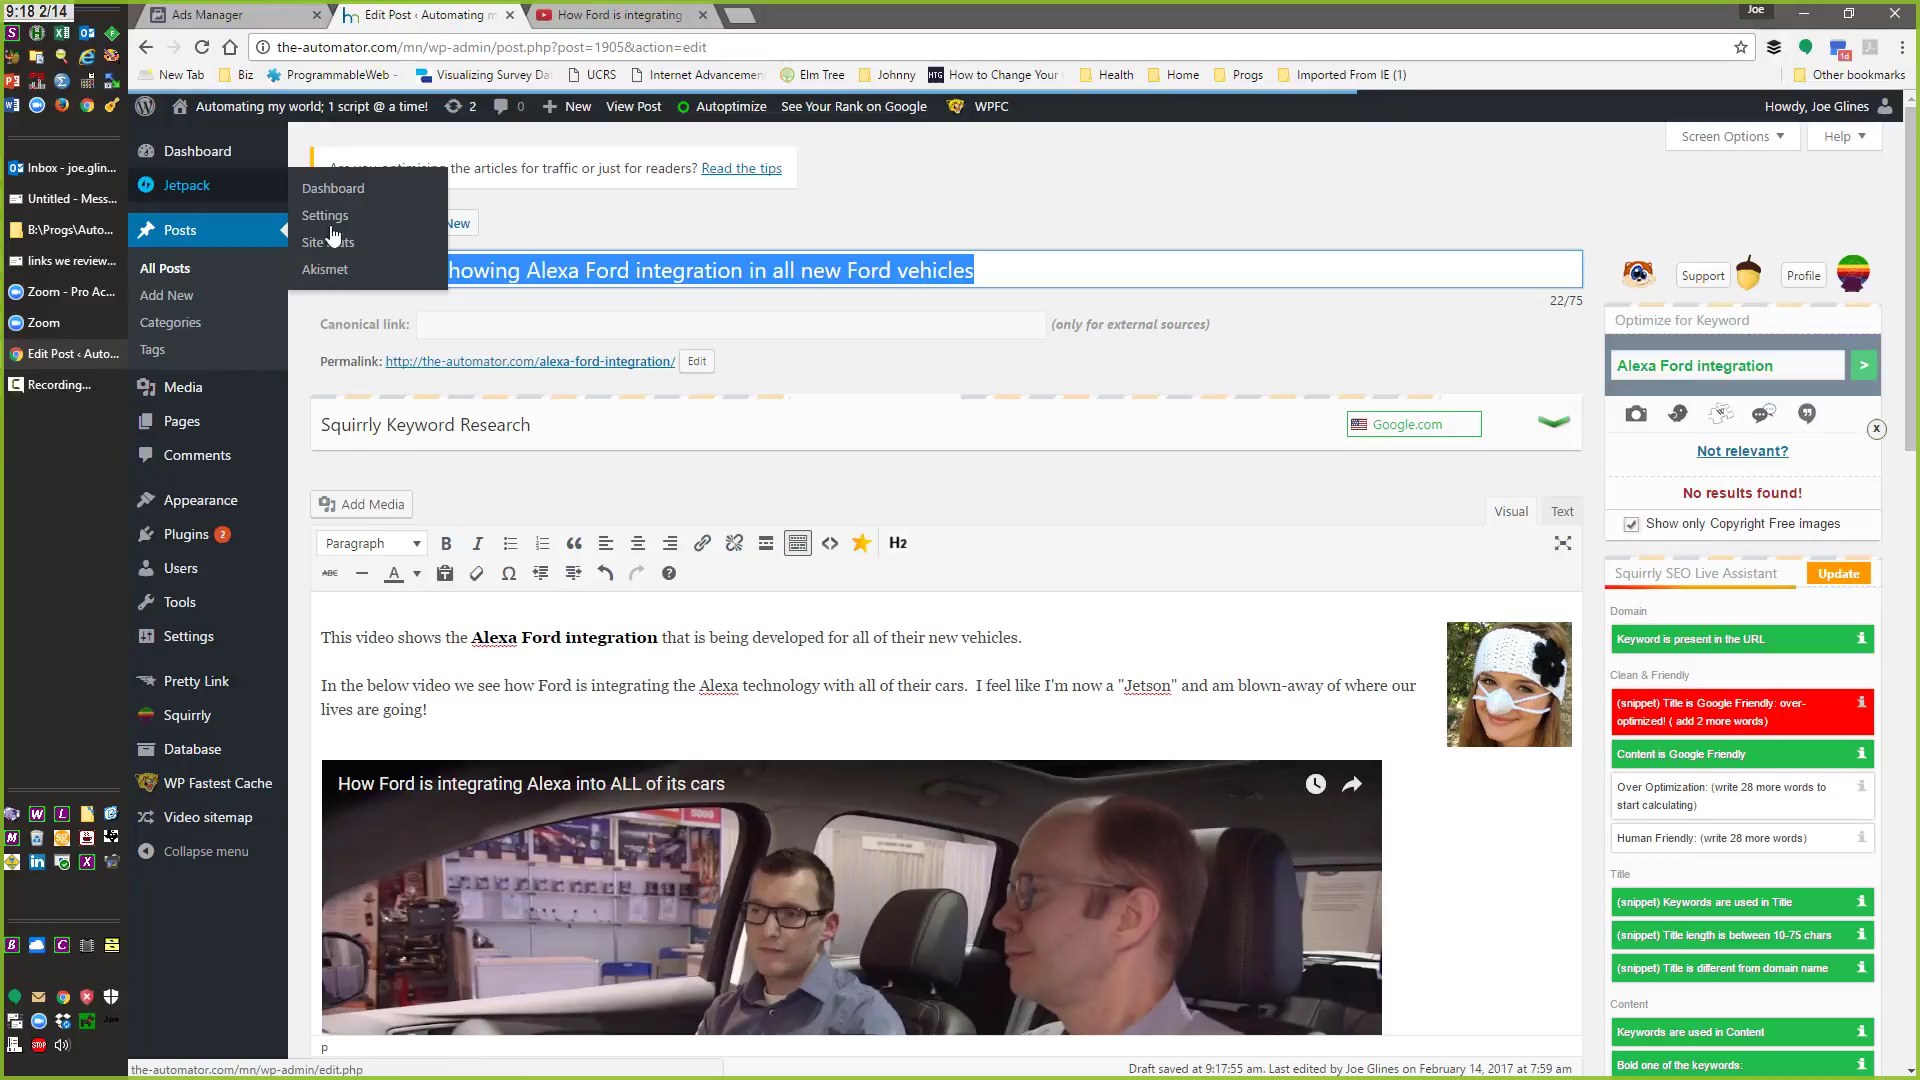 9:18 2/14
Ads Manager
Edit Post ‹ Automating m
How Ford is integrating
Joe
the-automator.com/mn/wp-admin/post.php?post=1905&action=edit
New Tab
Biz
ProgrammableWeb -
Visualizing Survey Da
UCRS
Internet Advancemen
Elm Tree
Johnny
HTG How to Change Your
Health
Home
Progs
Imported From IE (1)
Other bookmarks
Automating my world; 1 script @ a time!
2
0
New
View Post
Autoptimize
See Your Rank on Google
WPFC
Howdy, Joe Glines
Inbox - joe.glin...
Untitled - Mess...
B:\Progs\Auto...
links we review...
Zoom - Pro Ac...
Zoom
Edit Post ‹ Auto...
Recording...
Dashboard
Jetpack
Posts
All Posts
Add New
Categories
Tags
Media
Pages
Comments
Appearance
Plugins 2
Users
Tools
Settings
Pretty Link
Squirrly
Database
WP Fastest Cache
Video sitemap
Collapse menu
Dashboard
Settings
Site
Akismet
Screen Options
Help
the articles for traffic or just for readers? Read the tips
New
howing Alexa Ford integration in all new Ford vehicles
22/75
Canonical link:
(only for external sources)
Permalink: http://the-automator.com/alexa-ford-integration/
Edit
Squirrly Keyword Research
Google.com
Add Media
Visual
Text
Paragraph
B
I
H2
ABC
A
This video shows the Alexa Ford integration that is being developed for all of their new vehicles.
In the below video we see how Ford is integrating the Alexa technology with all of their cars. I feel like I'm now a "Jetson" and am blown-away of where our
lives are going!
How Ford is integrating Alexa into ALL of its cars
p
Draft saved at 9:17:55 am. Last edited by Joe Glines on February 14, 2017 at 7:59 am
the-automator.com/mn/wp-admin/edit.php
Support
Profile
Optimize for Keyword
Alexa Ford integration
>
x
Not relevant?
No results found!
Show only Copyright Free images
Squirrly SEO Live Assistant
Update
Domain
Keyword is present in the URL
Clean & Friendly
(snippet) Title is Google Friendly: over-
optimized! ( add 2 more words)
Content is Google Friendly
Over Optimization: (write 28 more words to
start calculating)
Human Friendly: (write 28 more words)
Title
(snippet) Keywords are used in Title
(snippet) Title length is between 10-75 chars
(snippet) Title is different from domain name
Content
Keywords are used in Content
Bold one of the keywords: